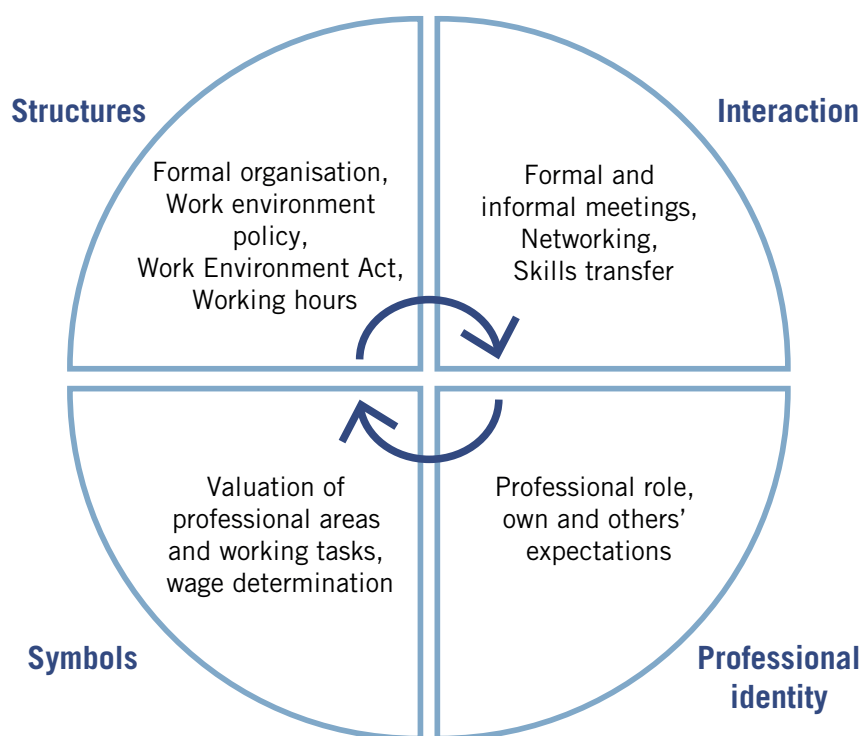 Structures
Interaction
Formal organisation,
Work environment
policy,
Work Environment Act,
Working hours
Formal and
informal meetings,
Networking,
Skills transfer
Valuation of
professional areas
and working tasks,
wage determination
Professional role,
own and others’
expectations
Symbols
Professional
identity